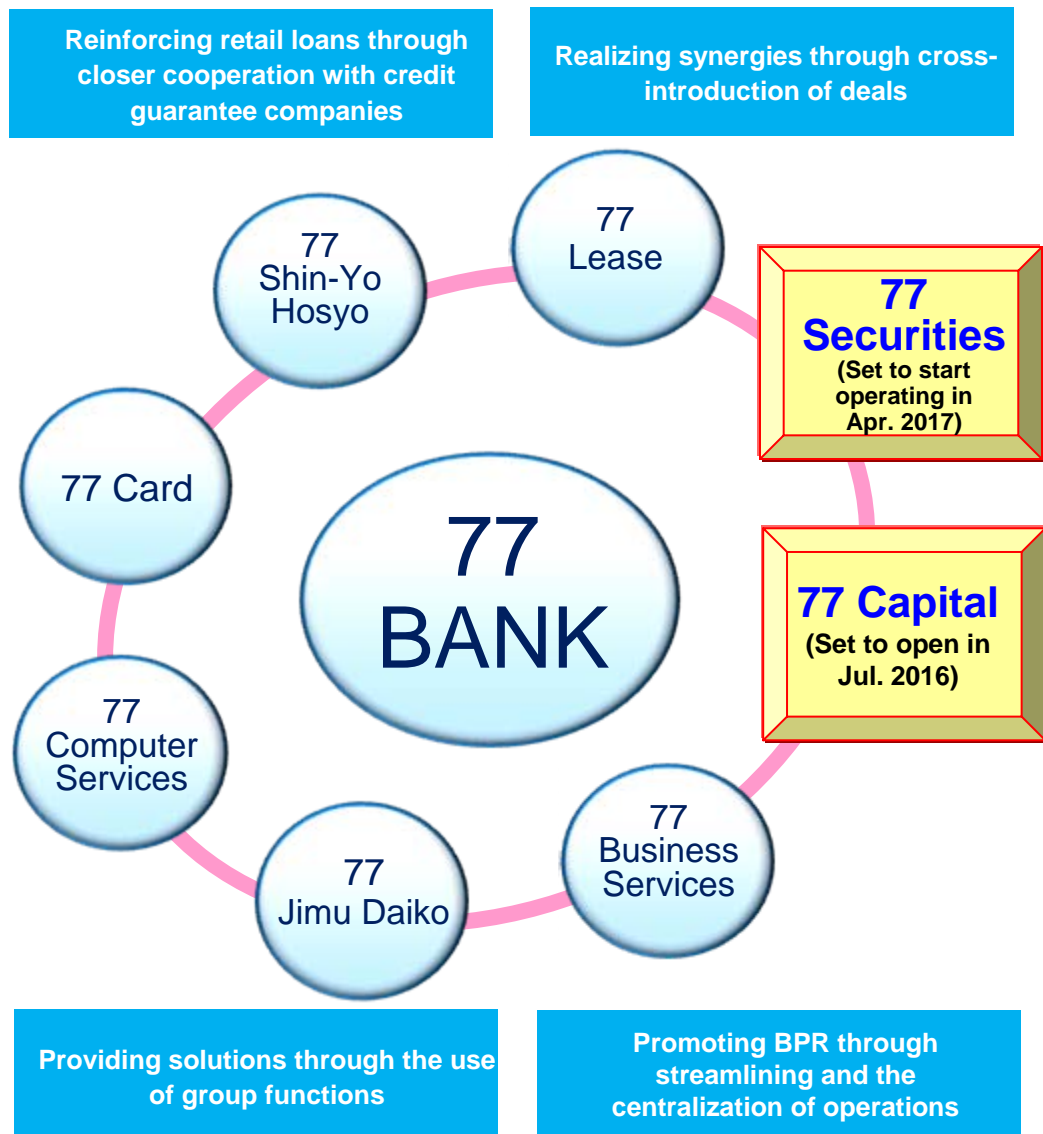 Reinforcing retail loans through
closer cooperation with credit
guarantee companies
Realizing synergies through cross-
introduction of deals
77
Shin-Yo
Hosyo
77
Lease
77
Securities
(Set to start
operating in
Apr. 2017)
77 Card
77
BANK
77 Capital
(Set to open in
Jul. 2016)
77
Computer
Services
77
Jimu Daiko
77
Business
Services
Providing solutions through the use
of group functions
Promoting BPR through
streamlining and the
centralization of operations